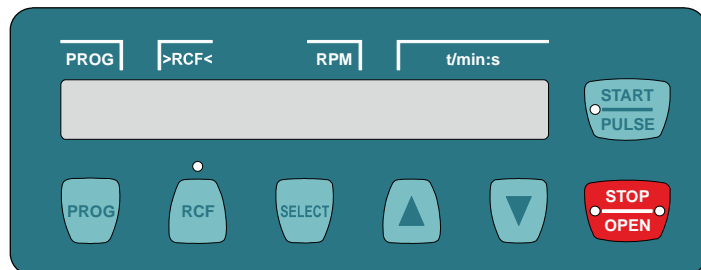 PROG >RCF< RPM t/min:s
START
PULSE
PROG RCF SELECT
STOP
OPEN